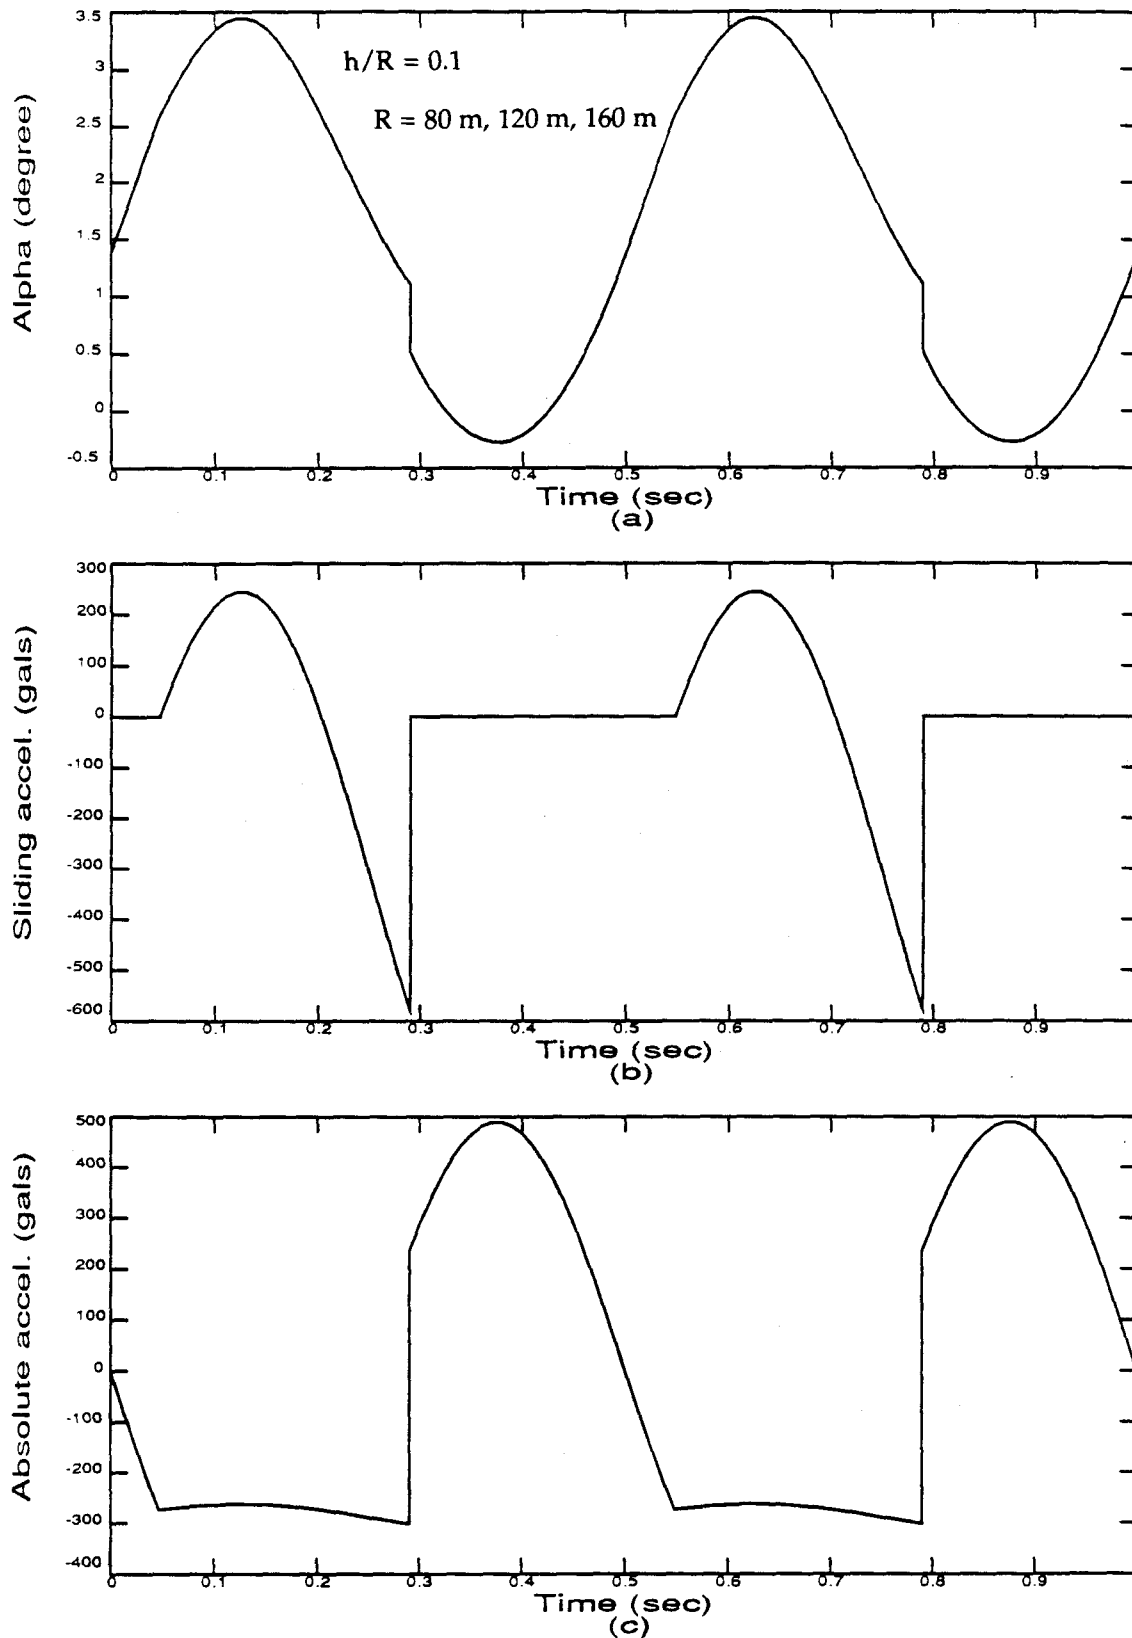 3.5
h/R = 0.1
3
R = 80 m, 120 m, 160 m
2.5
2
1.5
1
0.5
0
-0.5
Alpha (degree)
0 0.1 0.2 0.3 0.4 0.5 0.6 0.7 0.8 0.9
Time (sec)
(a)
300
200
100
0
-100
-200
-300
-400
-500
-600
Sliding accel. (gals)
0 0.1 0.2 0.3 0.4 0.5 0.6 0.7 0.8 0.9
Time (sec)
(b)
500
400
300
200
100
0
-100
-200
-300
-400
Absolute accel. (gals)
0 0.1 0.2 0.3 0.4 0.5 0.6 0.7 0.8 0.9
Time (sec)
(c)